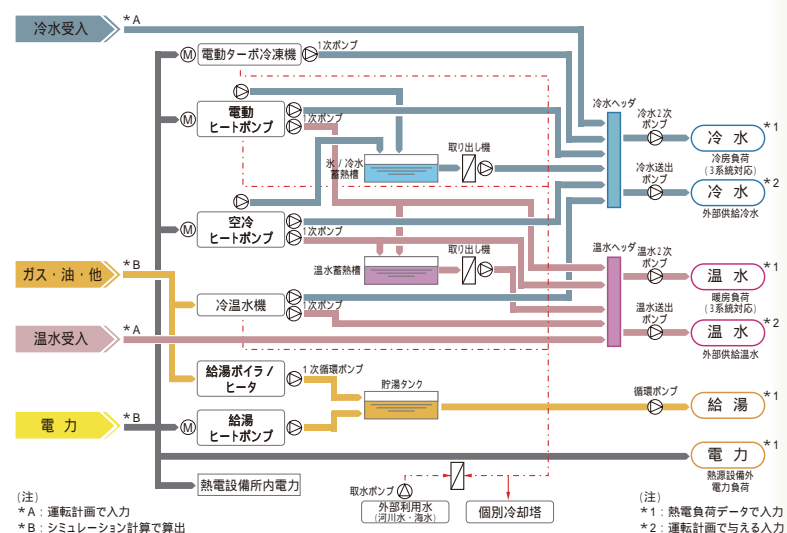 冷水受入
*A
M
電動ターボ冷凍機
1次ポンプ
M
電動
ヒートポンプ
1次ポンプ
氷/冷水
蓄熱槽
取り出し機
冷水ヘッダ
冷水2次
ポンプ
冷水
*1
冷房負荷
(3系統対応)
冷水送出
ポンプ
冷水
*2
外部供給冷水
M
空冷
ヒートポンプ
1次ポンプ
温水蓄熱槽
取り出し機
温水ヘッダ
温水2次
ポンプ
温水
*1
暖房負荷
(3系統対応)
温水送出
ポンプ
温水
*2
外部供給温水
ガス・油・他
*B
冷温水機
1次ポンプ
温水受入
*A
給湯ボイラ/
ヒータ
1次循環ポンプ
貯湯タンク
循環ポンプ
給湯
*1
電力
*B
M
給湯
ヒートポンプ
電力
*1
熱源設備外
電力負荷
熱電設備所内電力
取水ポンプ
外部利用水
(河川水・海水)
個別冷却塔
(注)
*A:運転計画で入力
*B:シミュレーション計算で算出
(注)
*1:熱電負荷データで入力
*2:運転計画で与える入力